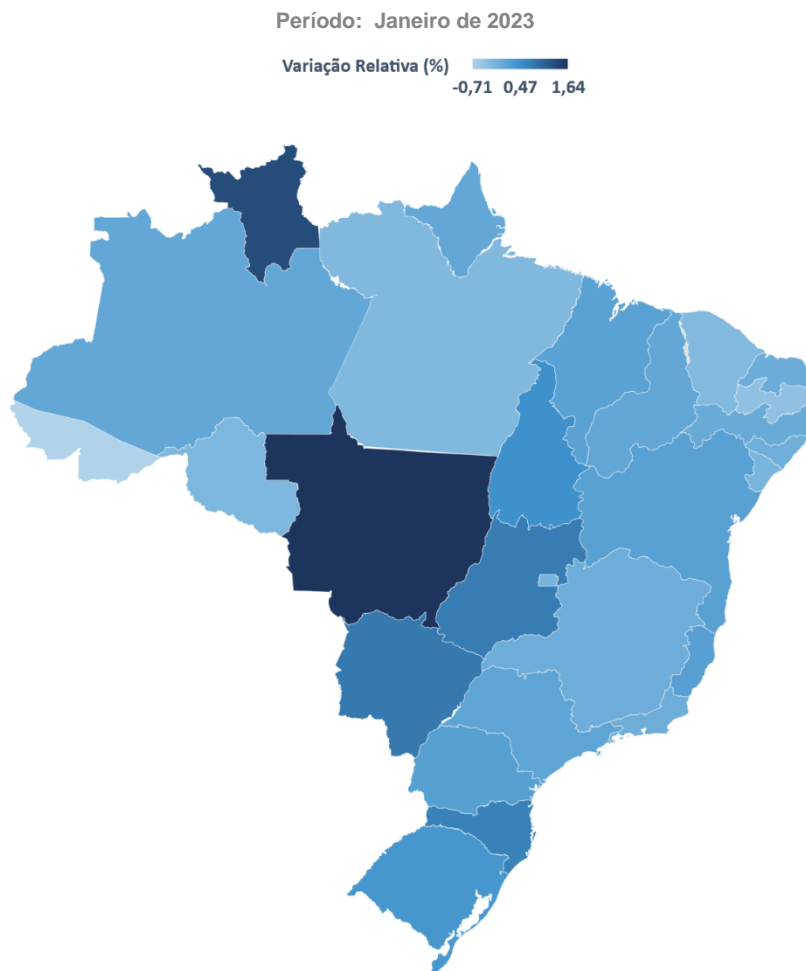 Período: Janeiro de 2023
Variação Relativa (%)
-0,71 0,47 1,64